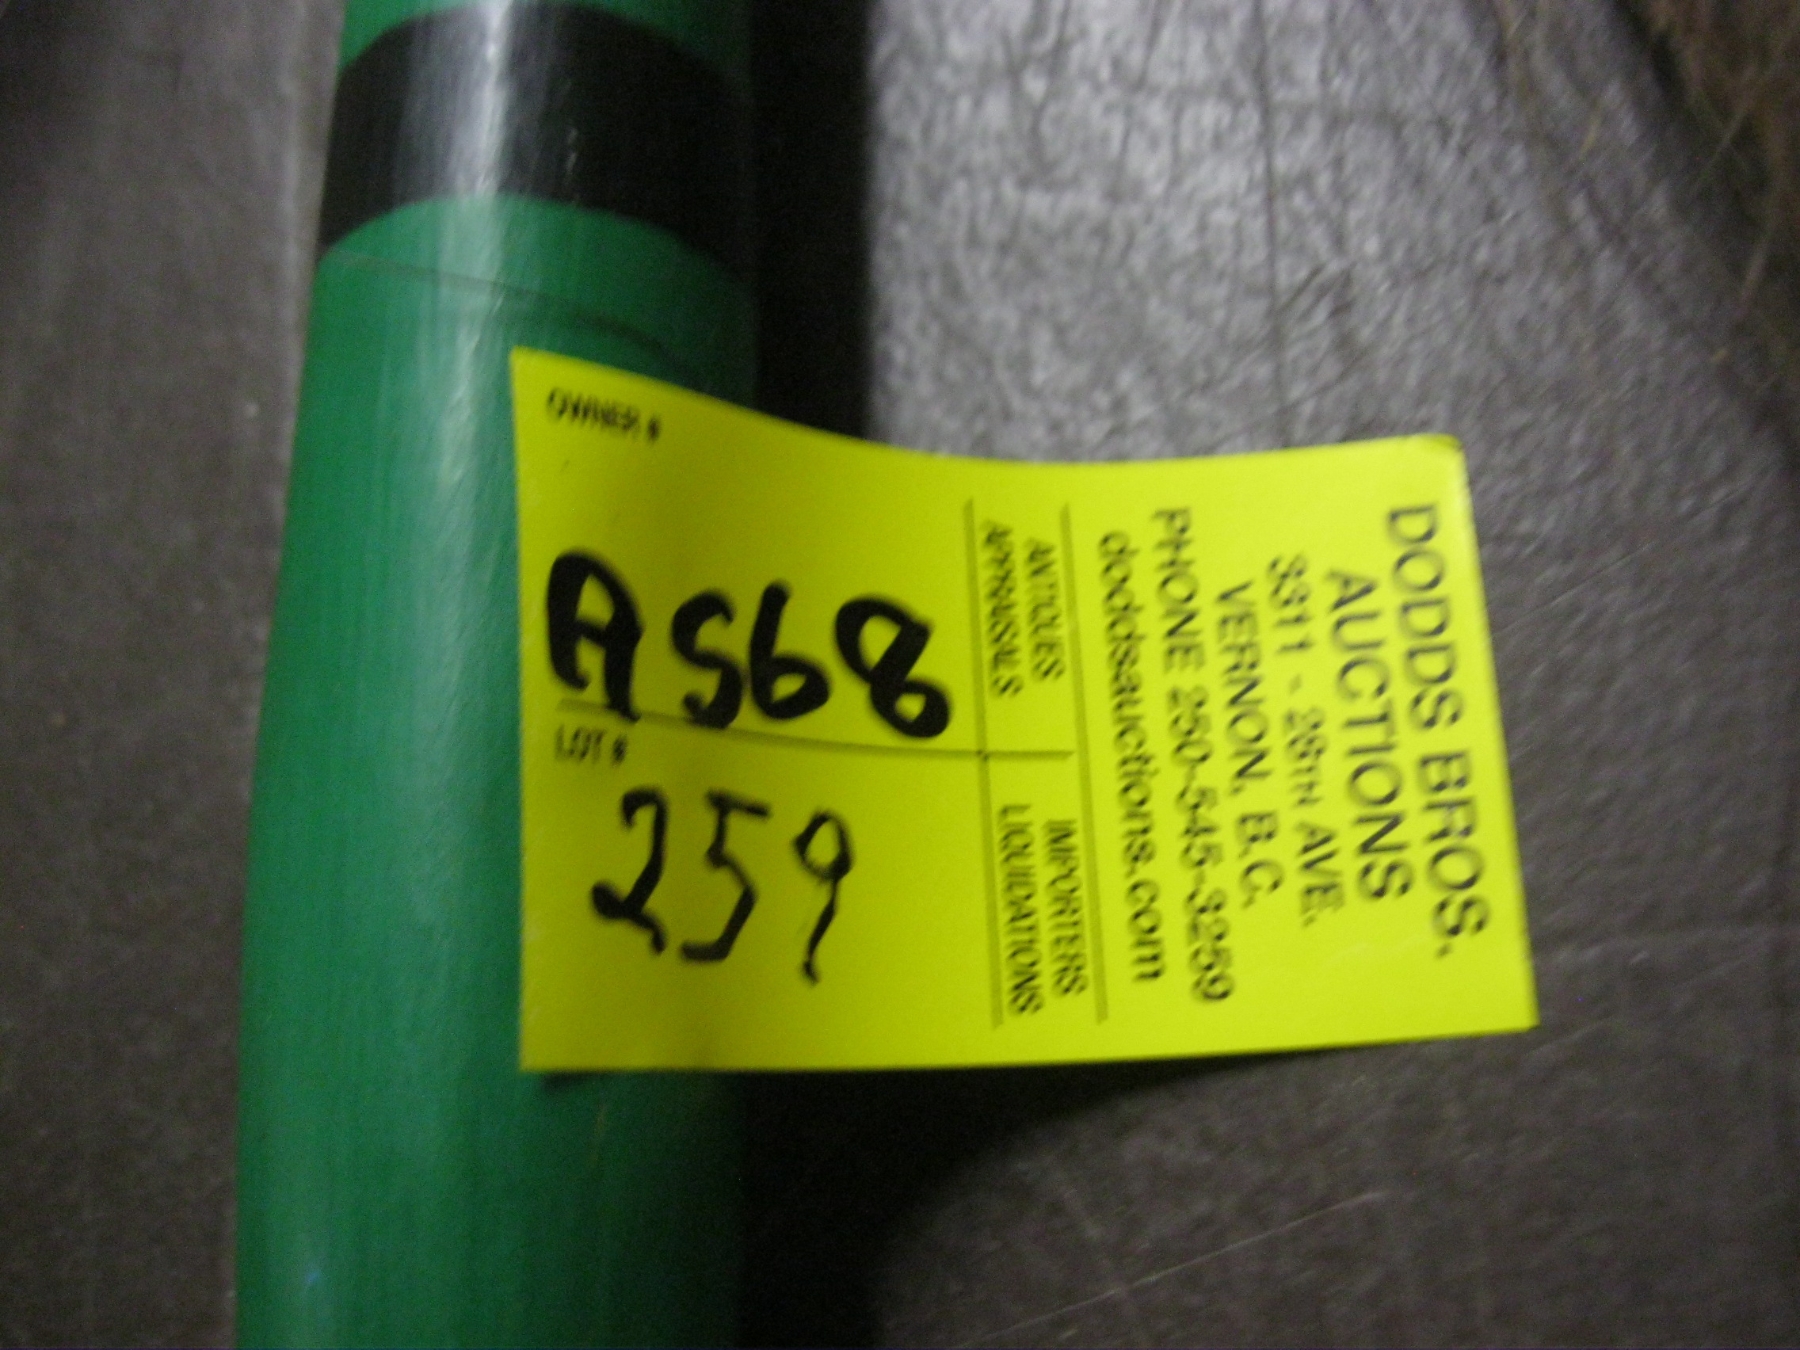 DODDS BROS.
AUCTIONS
3311 - 28TH AVE.
VERNON, B.C.
PHONE 250-545-3259
doddsauctions.com
ANTIQUES
APPRAISALS
IMPORTERS
LIQUIDATIONS
OWNER #
A568
LOT #
259